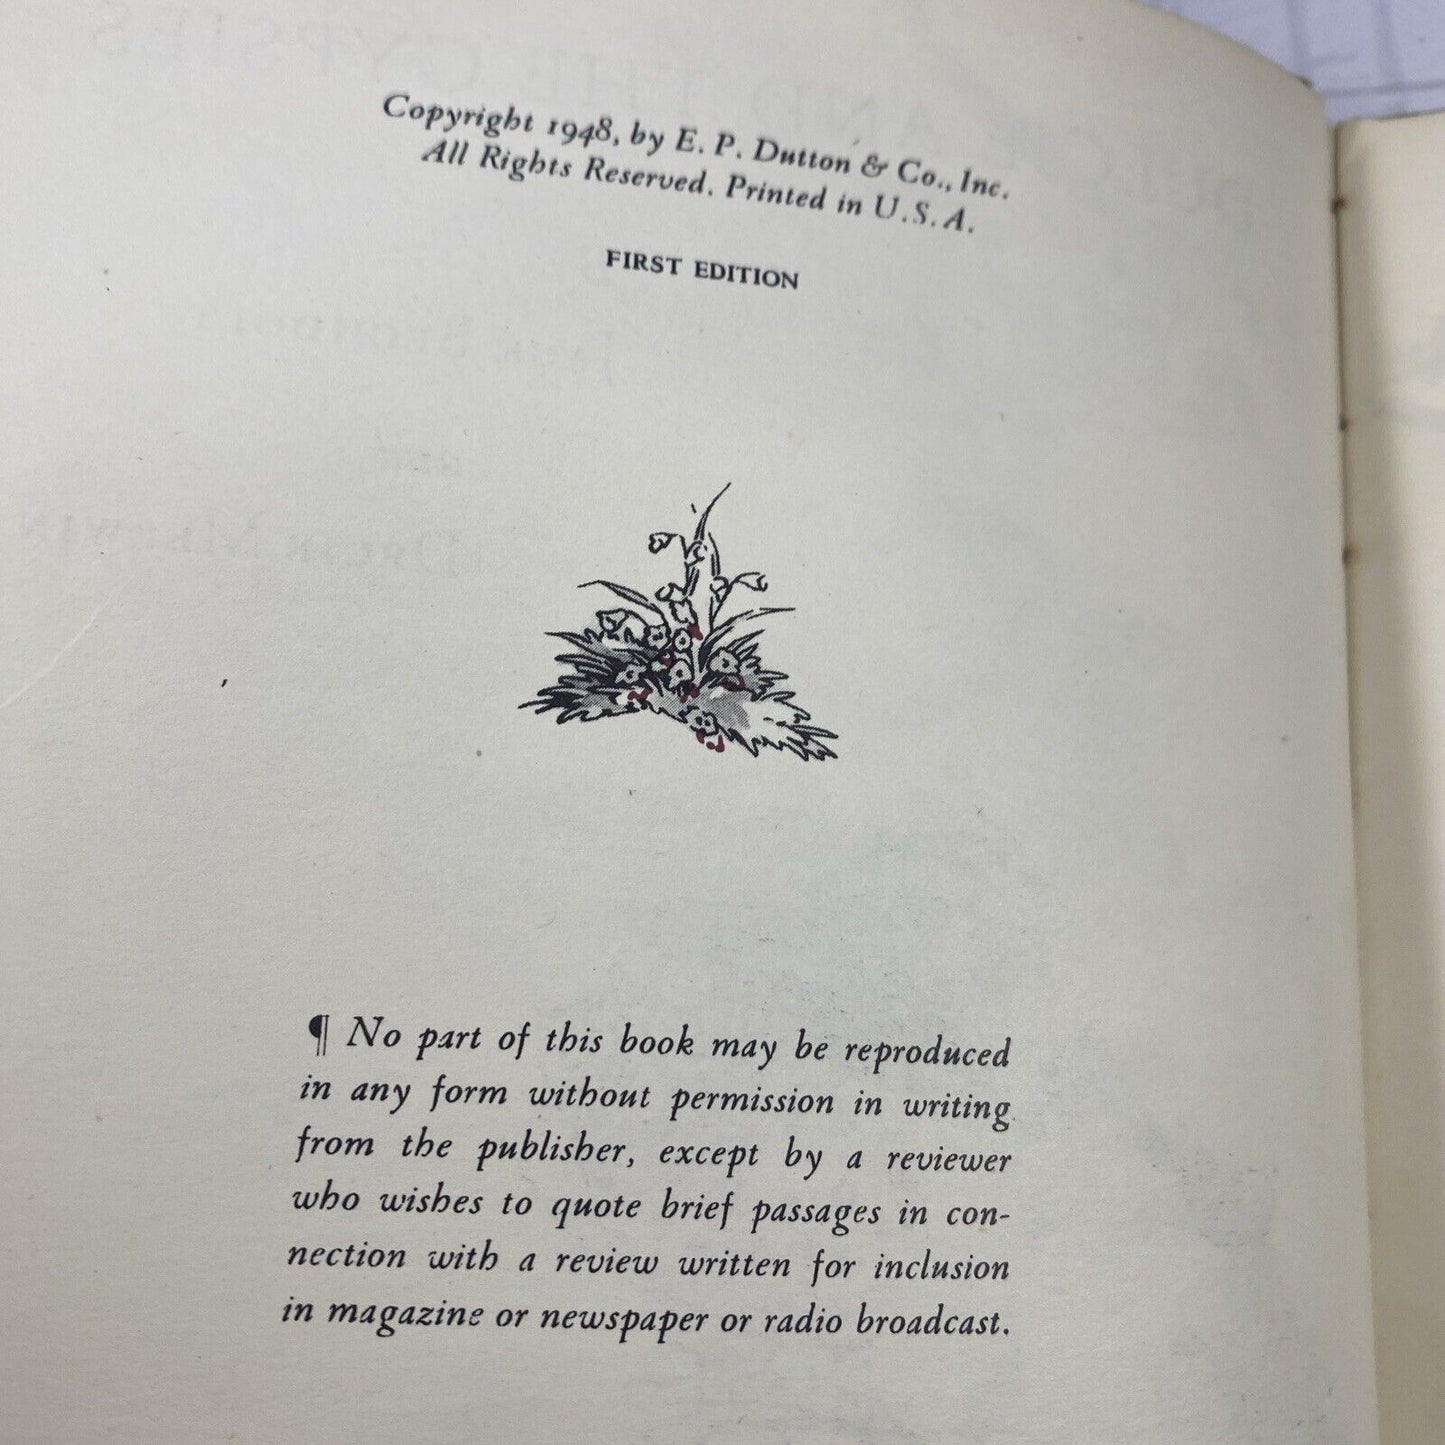 Copyright 1948, by E. P. Dutton & Co., Inc.
All Rights Reserved. Printed in U.S.A.
FIRST EDITION
¶ No part of this book may be reproduced
in any form without permission in writing
from the publisher, except by a reviewer
who wishes to quote brief passages in con-
nection with a review written for inclusion
in magazine or newspaper or radio broadcast.